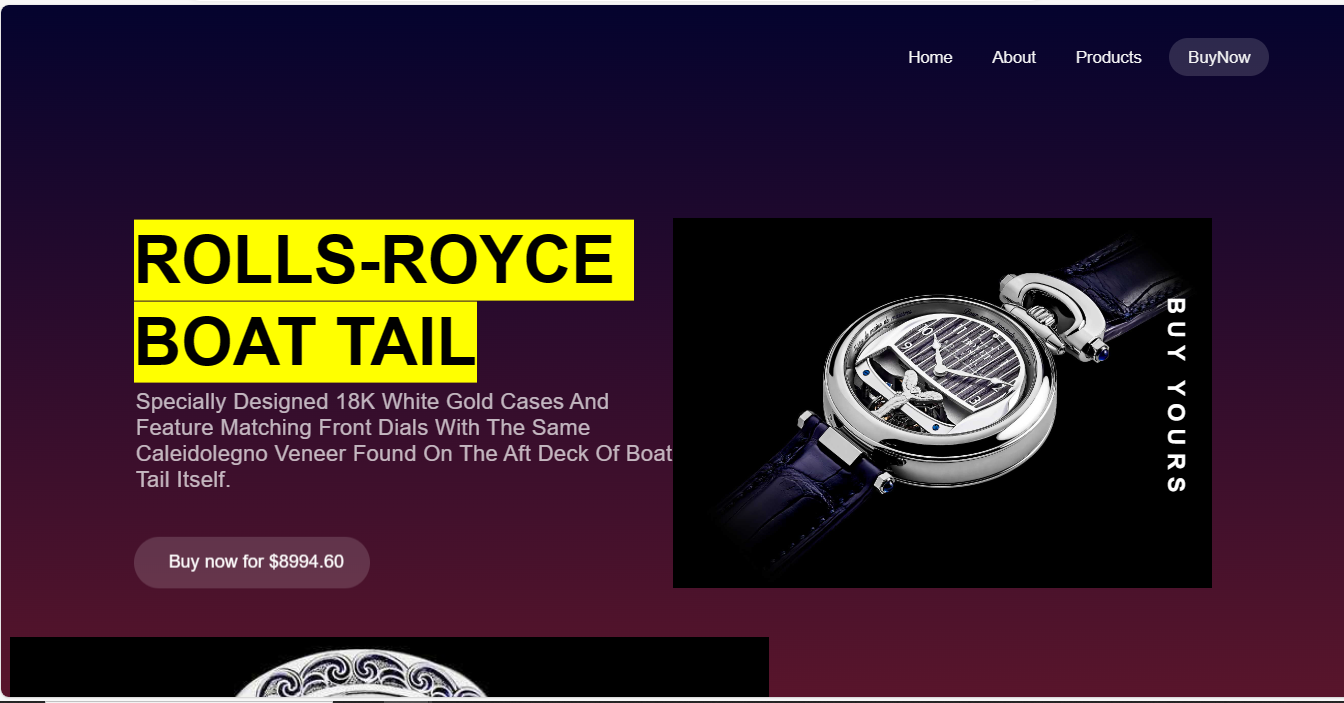 Home About Products BuyNow
ROLLS-ROYCE
BOAT TAIL
Specially Designed 18K White Gold Cases And
Feature Matching Front Dials With The Same
Caleidolegno Veneer Found On The Aft Deck Of Boat
Tail Itself.
Buy now for $8994.60
BUY YOURS